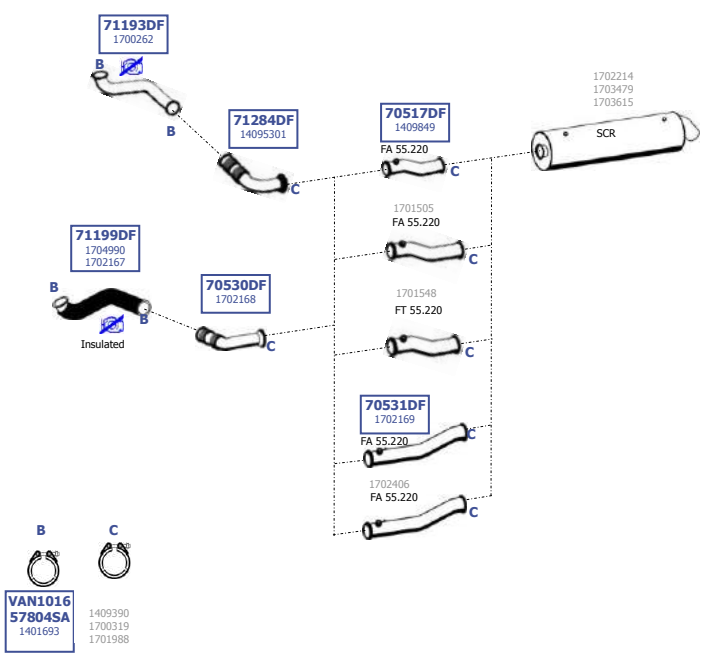 71193DF
1700262
B
B
71284DF
14095301
C
70517DF
1409849
FA 55.220
C
1702214
1703479
1703615
SCR
1701505
FA 55.220
C
71199DF
1704990
1702167
B
B
Insulated
70530DF
1702168
C
1701548
FT 55.220
C
70531DF
1702169
FA 55.220
C
1702406
FA 55.220
C
B
C
VAN1016
57804SA
1401693
1409390
1700319
1701988